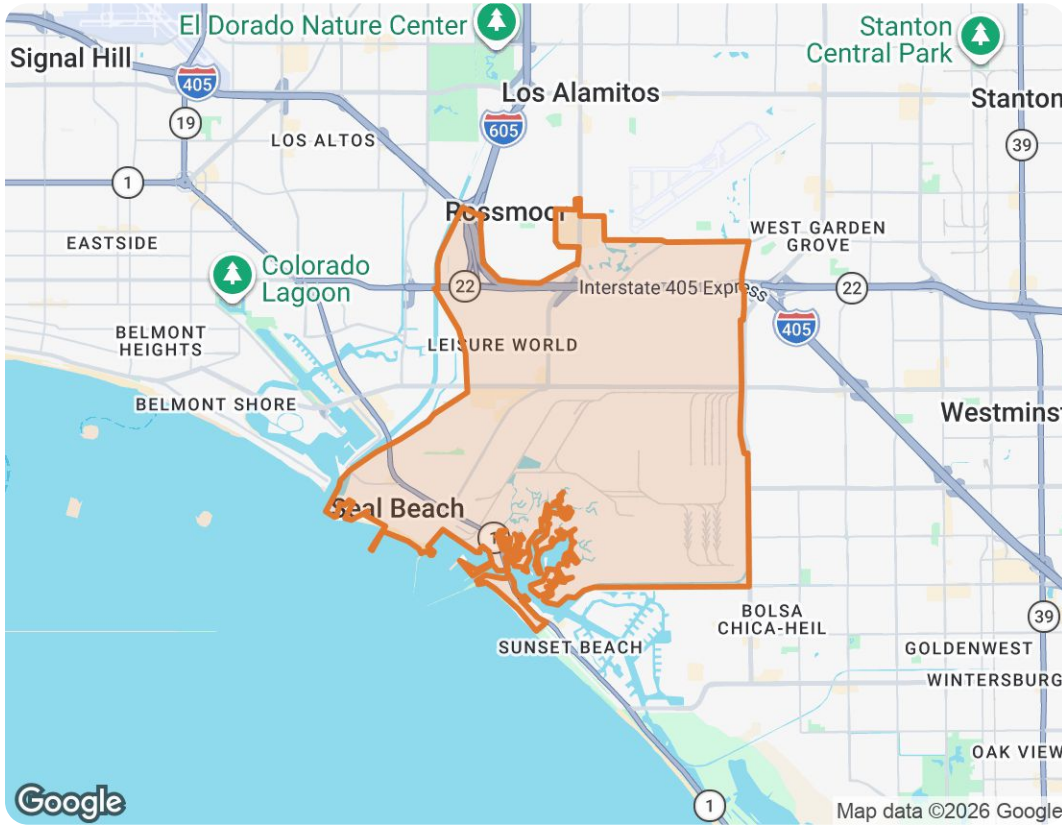 El Dorado Nature Center
Stanton
Central Park
Signal Hill
405
Los Alamitos
Stanton
19
605
LOS ALTOS
39
1
Rossmoor
EASTSIDE
WEST GARDEN
GROVE
Colorado
Lagoon
22
Interstate 405 Express
22
405
BELMONT
HEIGHTS
LEISURE WORLD
BELMONT SHORE
Westmins
Seal Beach
1
BOLSA
CHICA-HEIL
39
SUNSET BEACH
GOLDENWEST
WINTERSBURG
OAK VIEW
Google
1
Map data ©2026 Google